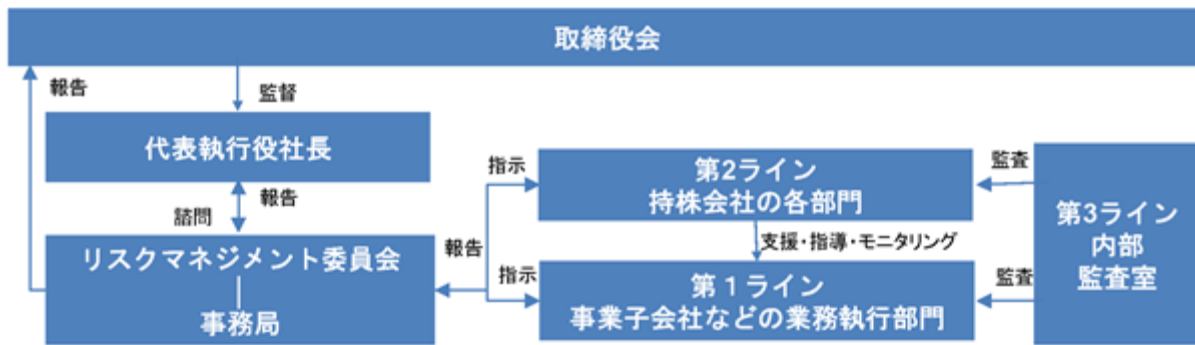 取締役会
報告
監督
代表執行役社長
報告
諮問
リスクマネジメント委員会
事務局
報告
指示
指示
第2ライン
持株会社の各部門
支援・指導・モニタリング
第１ライン
事業子会社などの業務執行部門
監査
監査
第3ライン
内部
監査室